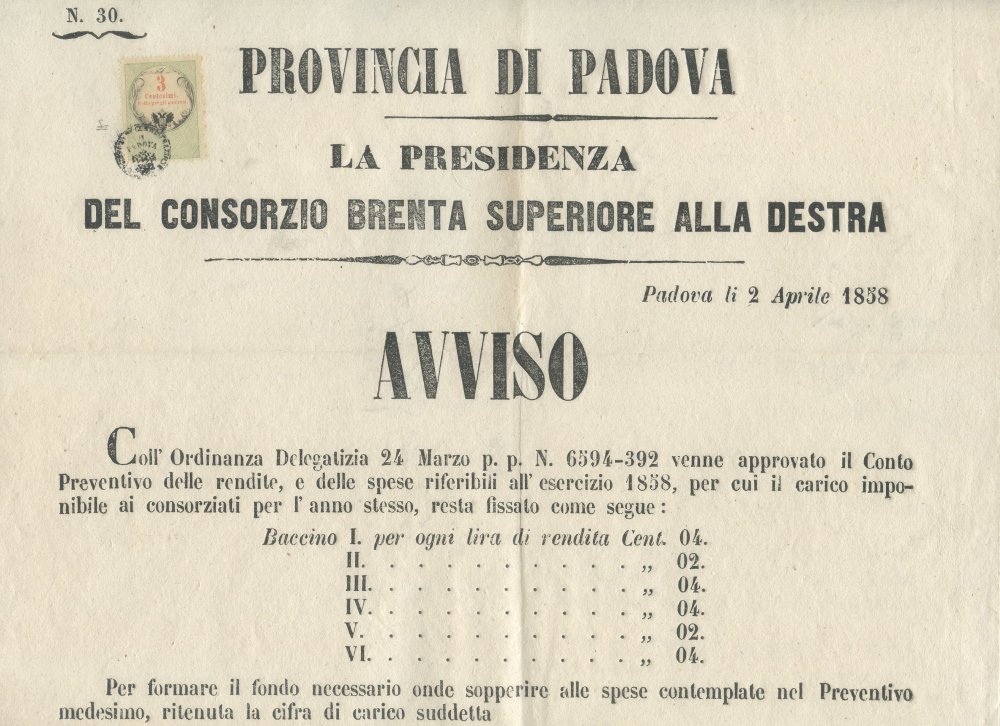 N. 30.
3
Centesimi.
PADOVA
PROVINCIA DI PADOVA
LA PRESIDENZA
DEL CONSORZIO BRENTA SUPERIORE ALLA DESTRA
Padova li 2 Aprile 1858
AVVISO
Coll' Ordinanza Delegatizia 24 Marzo p. p. N. 6594-392 venne approvato il Conto
Preventivo delle rendite, e delle spese riferibili all' esercizio 1858, per cui il carico impo-
nibile ai consorziati per l' anno stesso, resta fissato come segue:
Baccino I. per ogni lira di rendita Cent. 04.
II. . . . . . . . . . „ 02.
III. . . . . . . . . . „ 04.
IV. . . . . . . . . . „ 04.
V. . . . . . . . . . „ 02.
VI. . . . . . . . . . „ 04.
Per formare il fondo necessario onde sopperire alle spese contemplate nel Preventivo
medesimo, ritenuta la cifra di carico suddetta